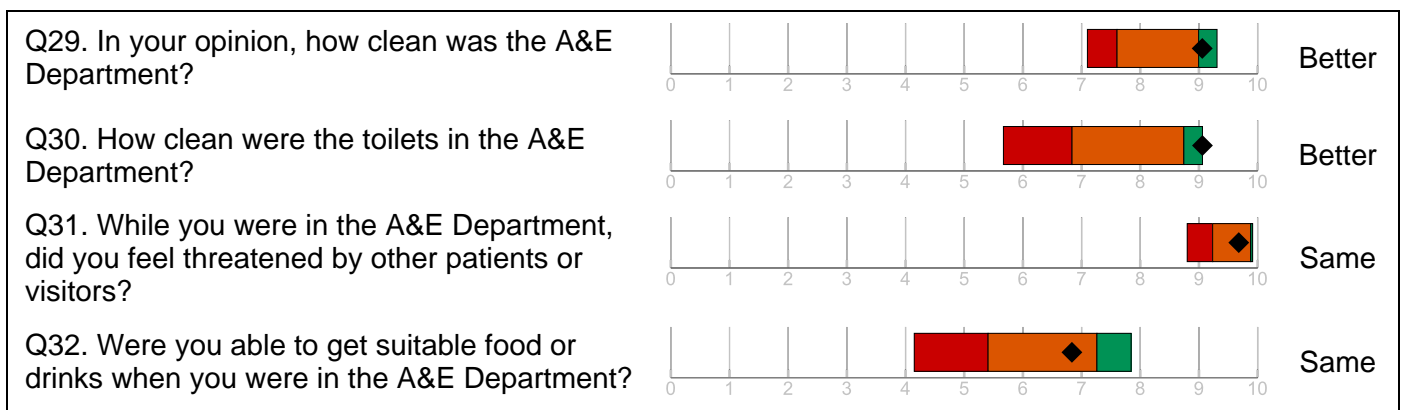 Q29. In your opinion, how clean was the A&E
Department?
0 1 2 3 4 5 6 7 8 9 10
Better
Q30. How clean were the toilets in the A&E
Department?
0 1 2 3 4 5 6 7 8 9 10
Better
Q31. While you were in the A&E Department,
did you feel threatened by other patients or
visitors?
0 1 2 3 4 5 6 7 8 9 10
Same
Q32. Were you able to get suitable food or
drinks when you were in the A&E Department?
0 1 2 3 4 5 6 7 8 9 10
Same